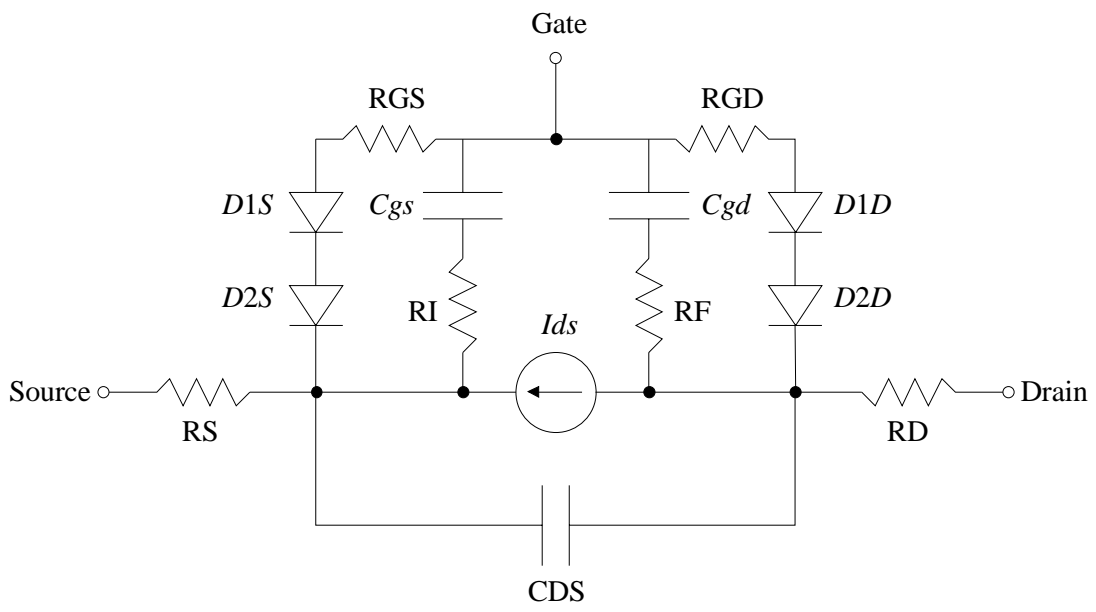 Gate
RGS
RGD
D1S
Cgs
Cgd
D1D
D2S
RI
Ids
RF
D2D
Source
RS
RD
Drain
CDS